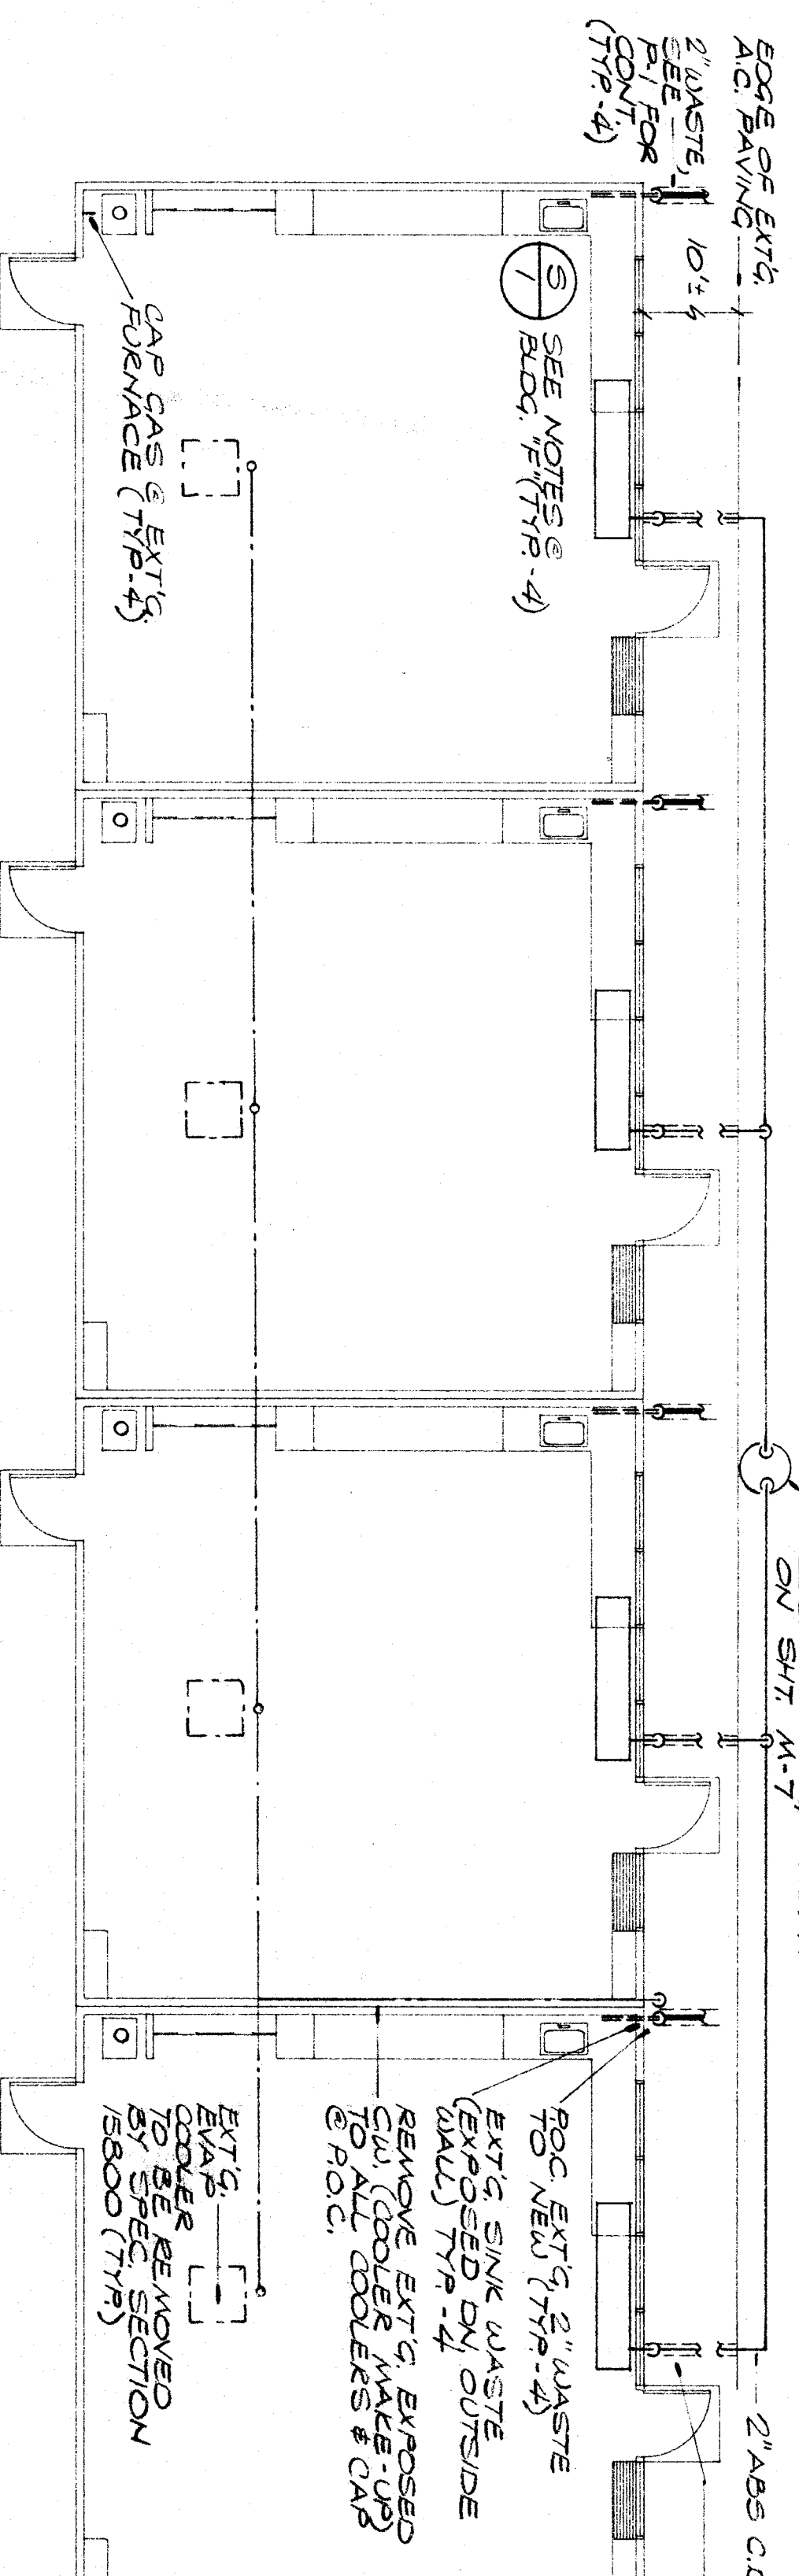 EDGE OF EXT'G.
A.C. PAVING
2" WASTE,
SEE
P-1 FOR
CONT.
(TYP.-4)
10'±
S
1
SEE NOTES @
BLDG. "F" (TYP.-4)
CAP GAS @ EXT'G.
FURNACE (TYP.-4)
ON SHT. M-7
P.O.C. EXT'G. 2" WASTE
TO NEW (TYP.-4)
EXT'G. SINK WASTE
(EXPOSED ON OUTSIDE
WALL) TYP.-4
REMOVE EXT'G. EXPOSED
C.W. (COOLER MAKE-UP)
TO ALL COOLERS & CAP
@ P.O.C.
EXT'G.
EVAP.
COOLER
TO BE REMOVED
BY SPEC. SECTION
15800 (TYP.)
2" ABS C.D.